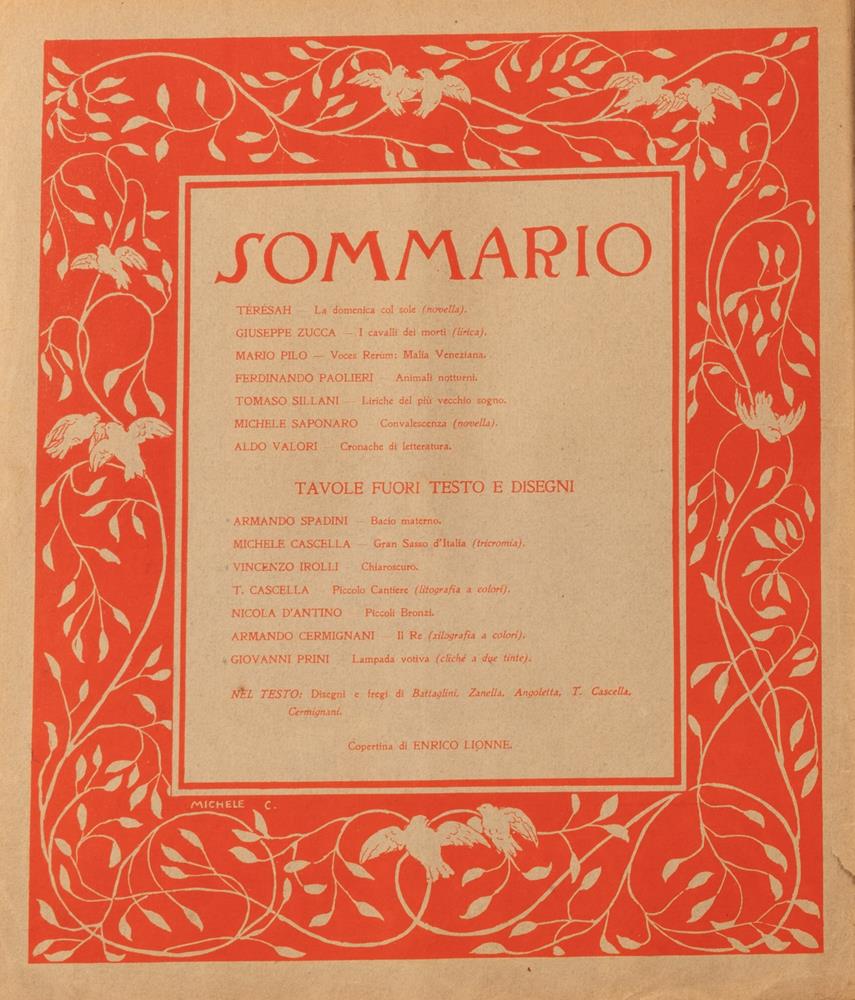 SOMMARIO
TÉRÉSAH — La domenica col sole (novella).
GIUSEPPE ZUCCA — I cavalli dei morti (lirica).
MARIO PILO — Voces Rerum: Malìa Veneziana.
FERDINANDO PAOLIERI — Animali notturni.
TOMASO SILLANI — Liriche del più vecchio sogno.
MICHELE SAPONARO — Convalescenza (novella).
ALDO VALORI — Cronache di letteratura.
TAVOLE FUORI TESTO E DISEGNI
ARMANDO SPADINI — Bacio materno.
MICHELE CASCELLA — Gran Sasso d'Italia (tricromia).
VINCENZO IROLLI — Chiaroscuro.
T. CASCELLA — Piccolo Cantiere (litografia a colori).
NICOLA D'ANTINO — Piccoli Bronzi.
ARMANDO CERMIGNANI — Il Re (xilografia a colori).
GIOVANNI PRINI — Lampada votiva (cliché a due tinte).
NEL TESTO: Disegni e fregi di Battaglini, Zanella, Angoletta, T. Cascella,
Cermignani.
Copertina di ENRICO LIONNE.
MICHELE C.